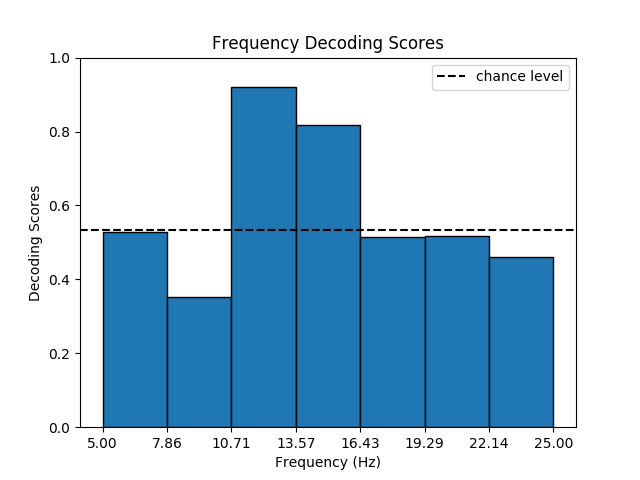 Frequency Decoding Scores
chance level
1.0
0.8
0.6
0.4
0.2
0.0
Decoding Scores
5.00 7.86 10.71 13.57 16.43 19.29 22.14 25.00
Frequency (Hz)